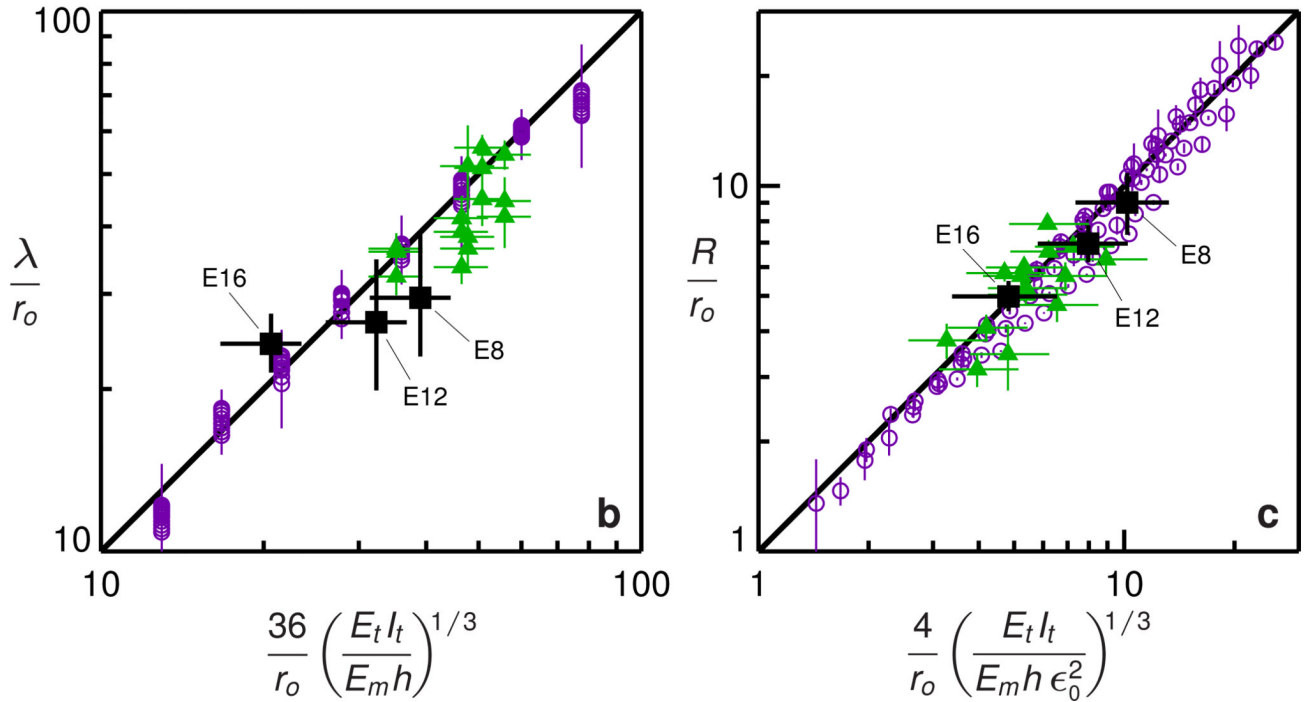 100
λ
r_o
10
10
100
E16
E12
E8
b
36/r_o (E_t I_t / E_m h)^{1/3}
R
r_o
10
1
1
10
E16
E12
E8
c
4/r_o (E_t I_t / E_m h ϵ_0^2)^{1/3}